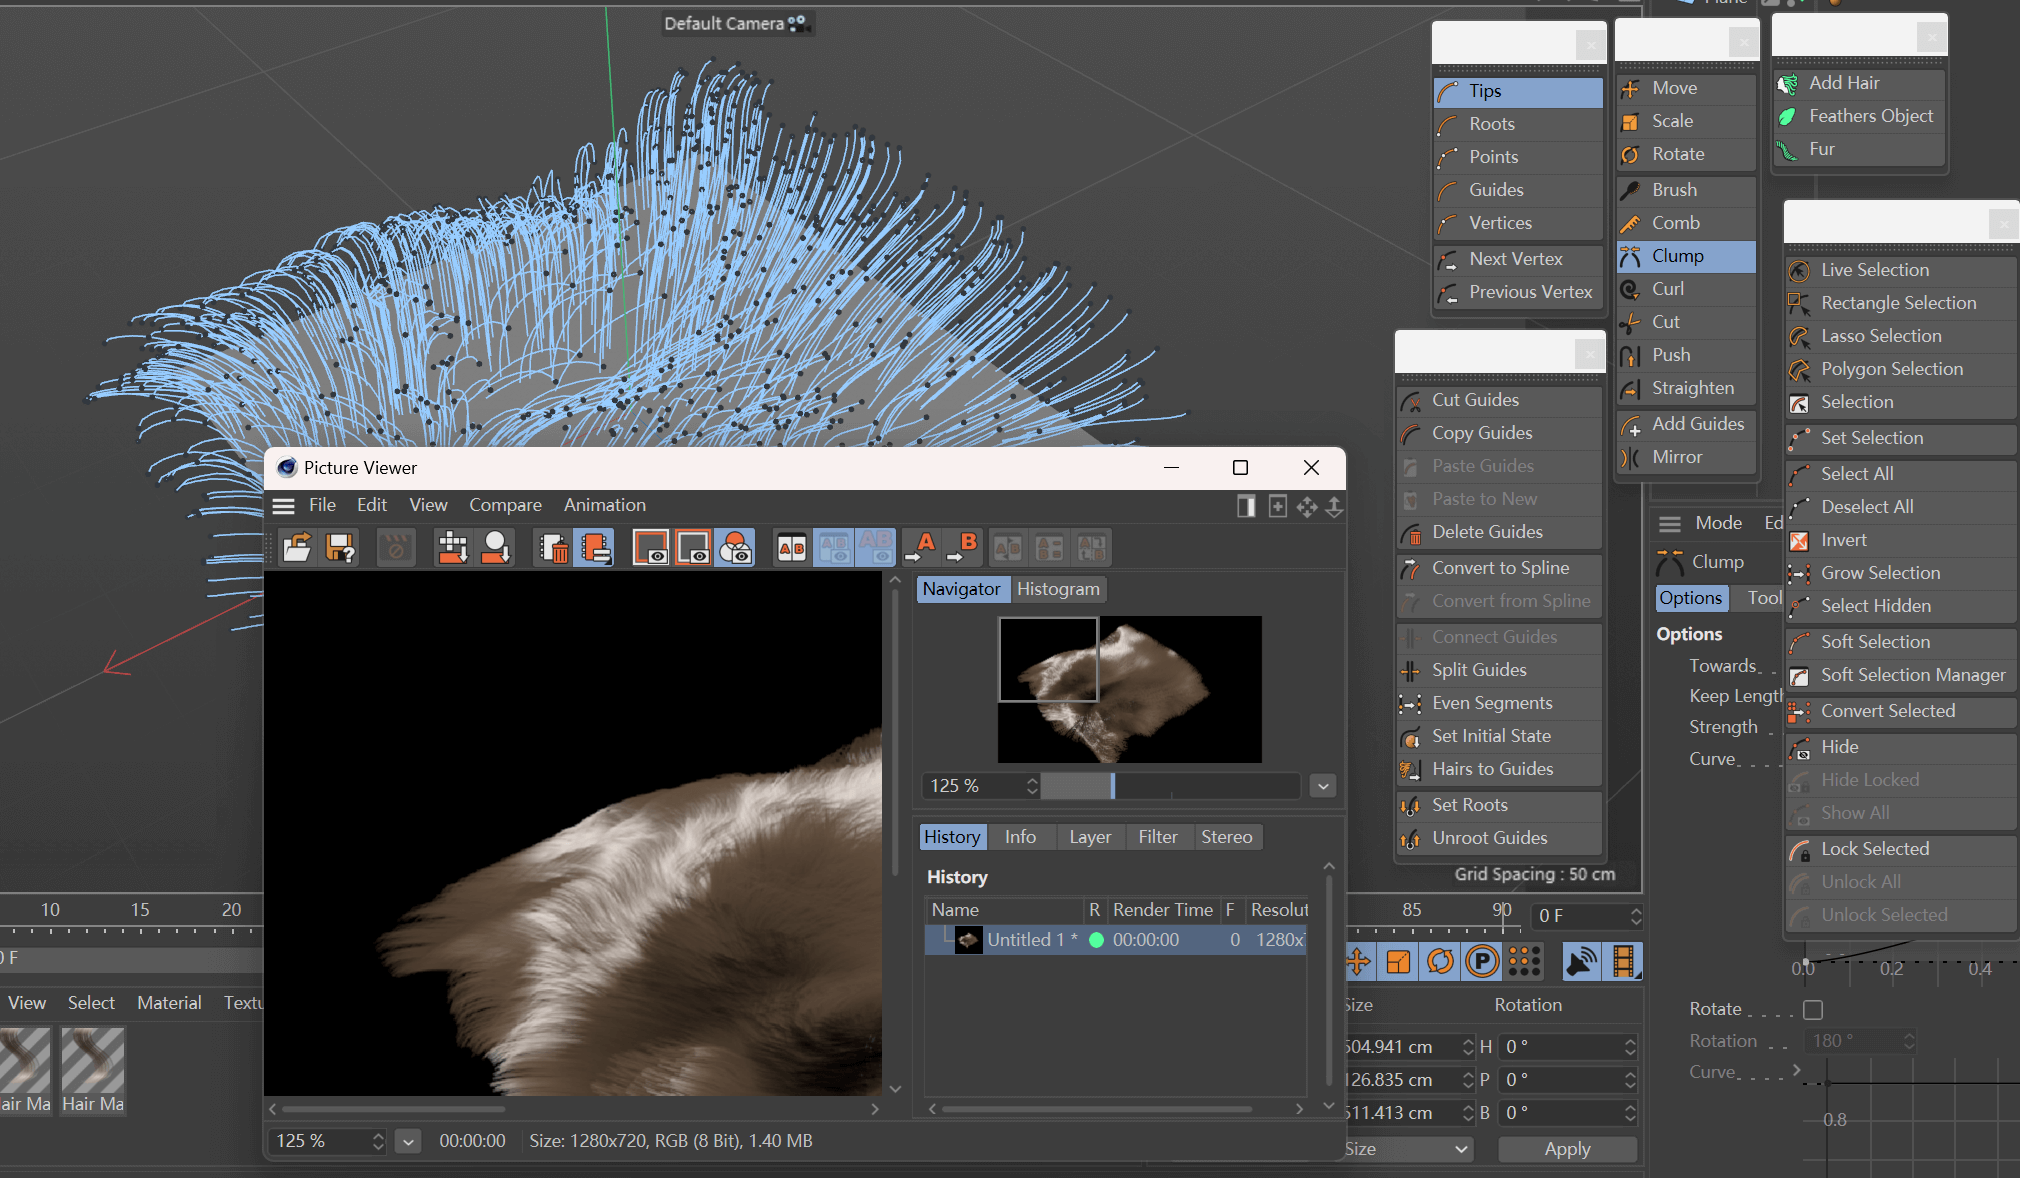 Default Camera
Plane
Tips
Roots
Points
Guides
Vertices
Next Vertex
Previous Vertex
Move
Scale
Rotate
Brush
Comb
Clump
Curl
Cut
Push
Straighten
Add Guides
Mirror
Add Hair
Feathers Object
Fur
Live Selection
Rectangle Selection
Lasso Selection
Polygon Selection
Selection
Set Selection
Select All
Deselect All
Invert
Grow Selection
Select Hidden
Soft Selection
Soft Selection Manager
Convert Selected
Hide
Hide Locked
Show All
Lock Selected
Unlock All
Unlock Selected
Cut Guides
Copy Guides
Paste Guides
Paste to New
Delete Guides
Convert to Spline
Convert from Spline
Connect Guides
Split Guides
Even Segments
Set Initial State
Hairs to Guides
Set Roots
Unroot Guides
Grid Spacing : 50 cm
Mode Ed
Clump
Options Tool
Options
Towards
Keep Length
Strength
Curve
0.0 0.2 0.4
Rotate
Rotation 180 °
Curve
0.8
Picture Viewer
File Edit View Compare Animation
Navigator Histogram
125 %
History Info Layer Filter Stereo
History
Name R Render Time F Resolut
Untitled 1 * 00:00:00 0 1280x
125 % 00:00:00 Size: 1280x720, RGB (8 Bit), 1.40 MB
10 15 20
85 90 0 F
0 F
View Select Material Textu
Hair Ma
Size Rotation
504.941 cm H 0 °
126.835 cm P 0 °
511.413 cm B 0 °
Size Apply